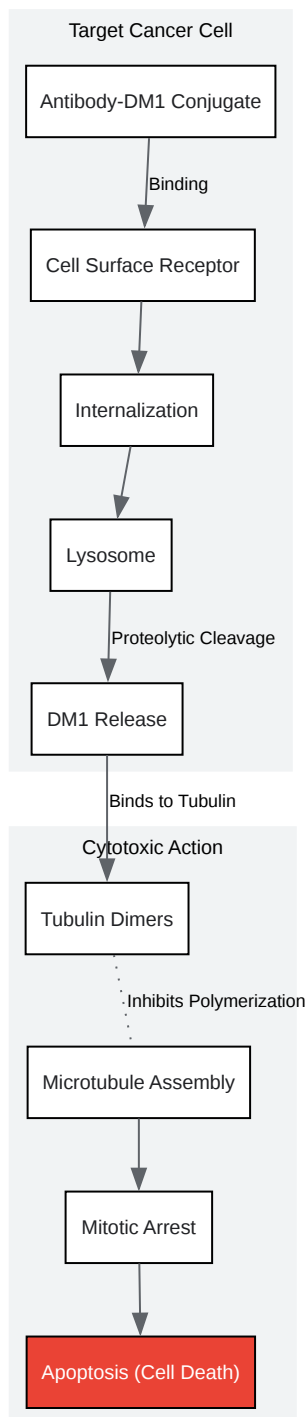 Target Cancer Cell
Antibody-DM1 Conjugate
Binding
Cell Surface Receptor
Internalization
Lysosome
Proteolytic Cleavage
DM1 Release
Binds to Tubulin
Cytotoxic Action
Tubulin Dimers
Inhibits Polymerization
Microtubule Assembly
Mitotic Arrest
Apoptosis (Cell Death)